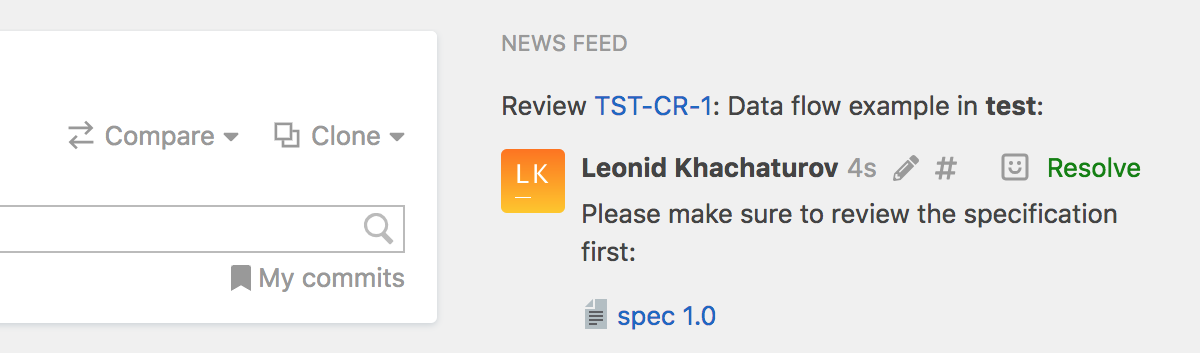 Compare
Clone
My commits
NEWS FEED
Review TST-CR-1: Data flow example in test:
LK
Leonid Khachaturov 4s # Resolve
Please make sure to review the specification
first:
spec 1.0